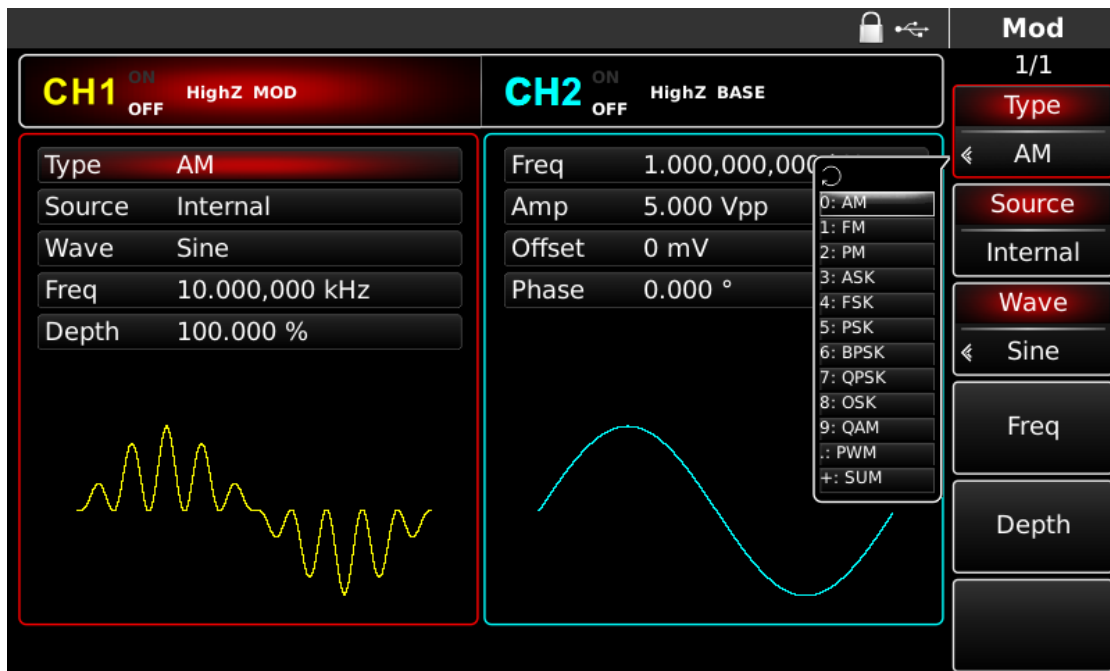 Mod
1/1
CH1 ON OFF HighZ MOD
CH2 ON OFF HighZ BASE
Type AM
Source Internal
Wave Sine
Freq 10.000,000 kHz
Depth 100.000 %
Freq 1.000,000,000
Amp 5.000 Vpp
Offset 0 mV
Phase 0.000 °
0: AM
1: FM
2: PM
3: ASK
4: FSK
5: PSK
6: BPSK
7: QPSK
8: OSK
9: QAM
.: PWM
+: SUM
Type
AM
Source
Internal
Wave
Sine
Freq
Depth